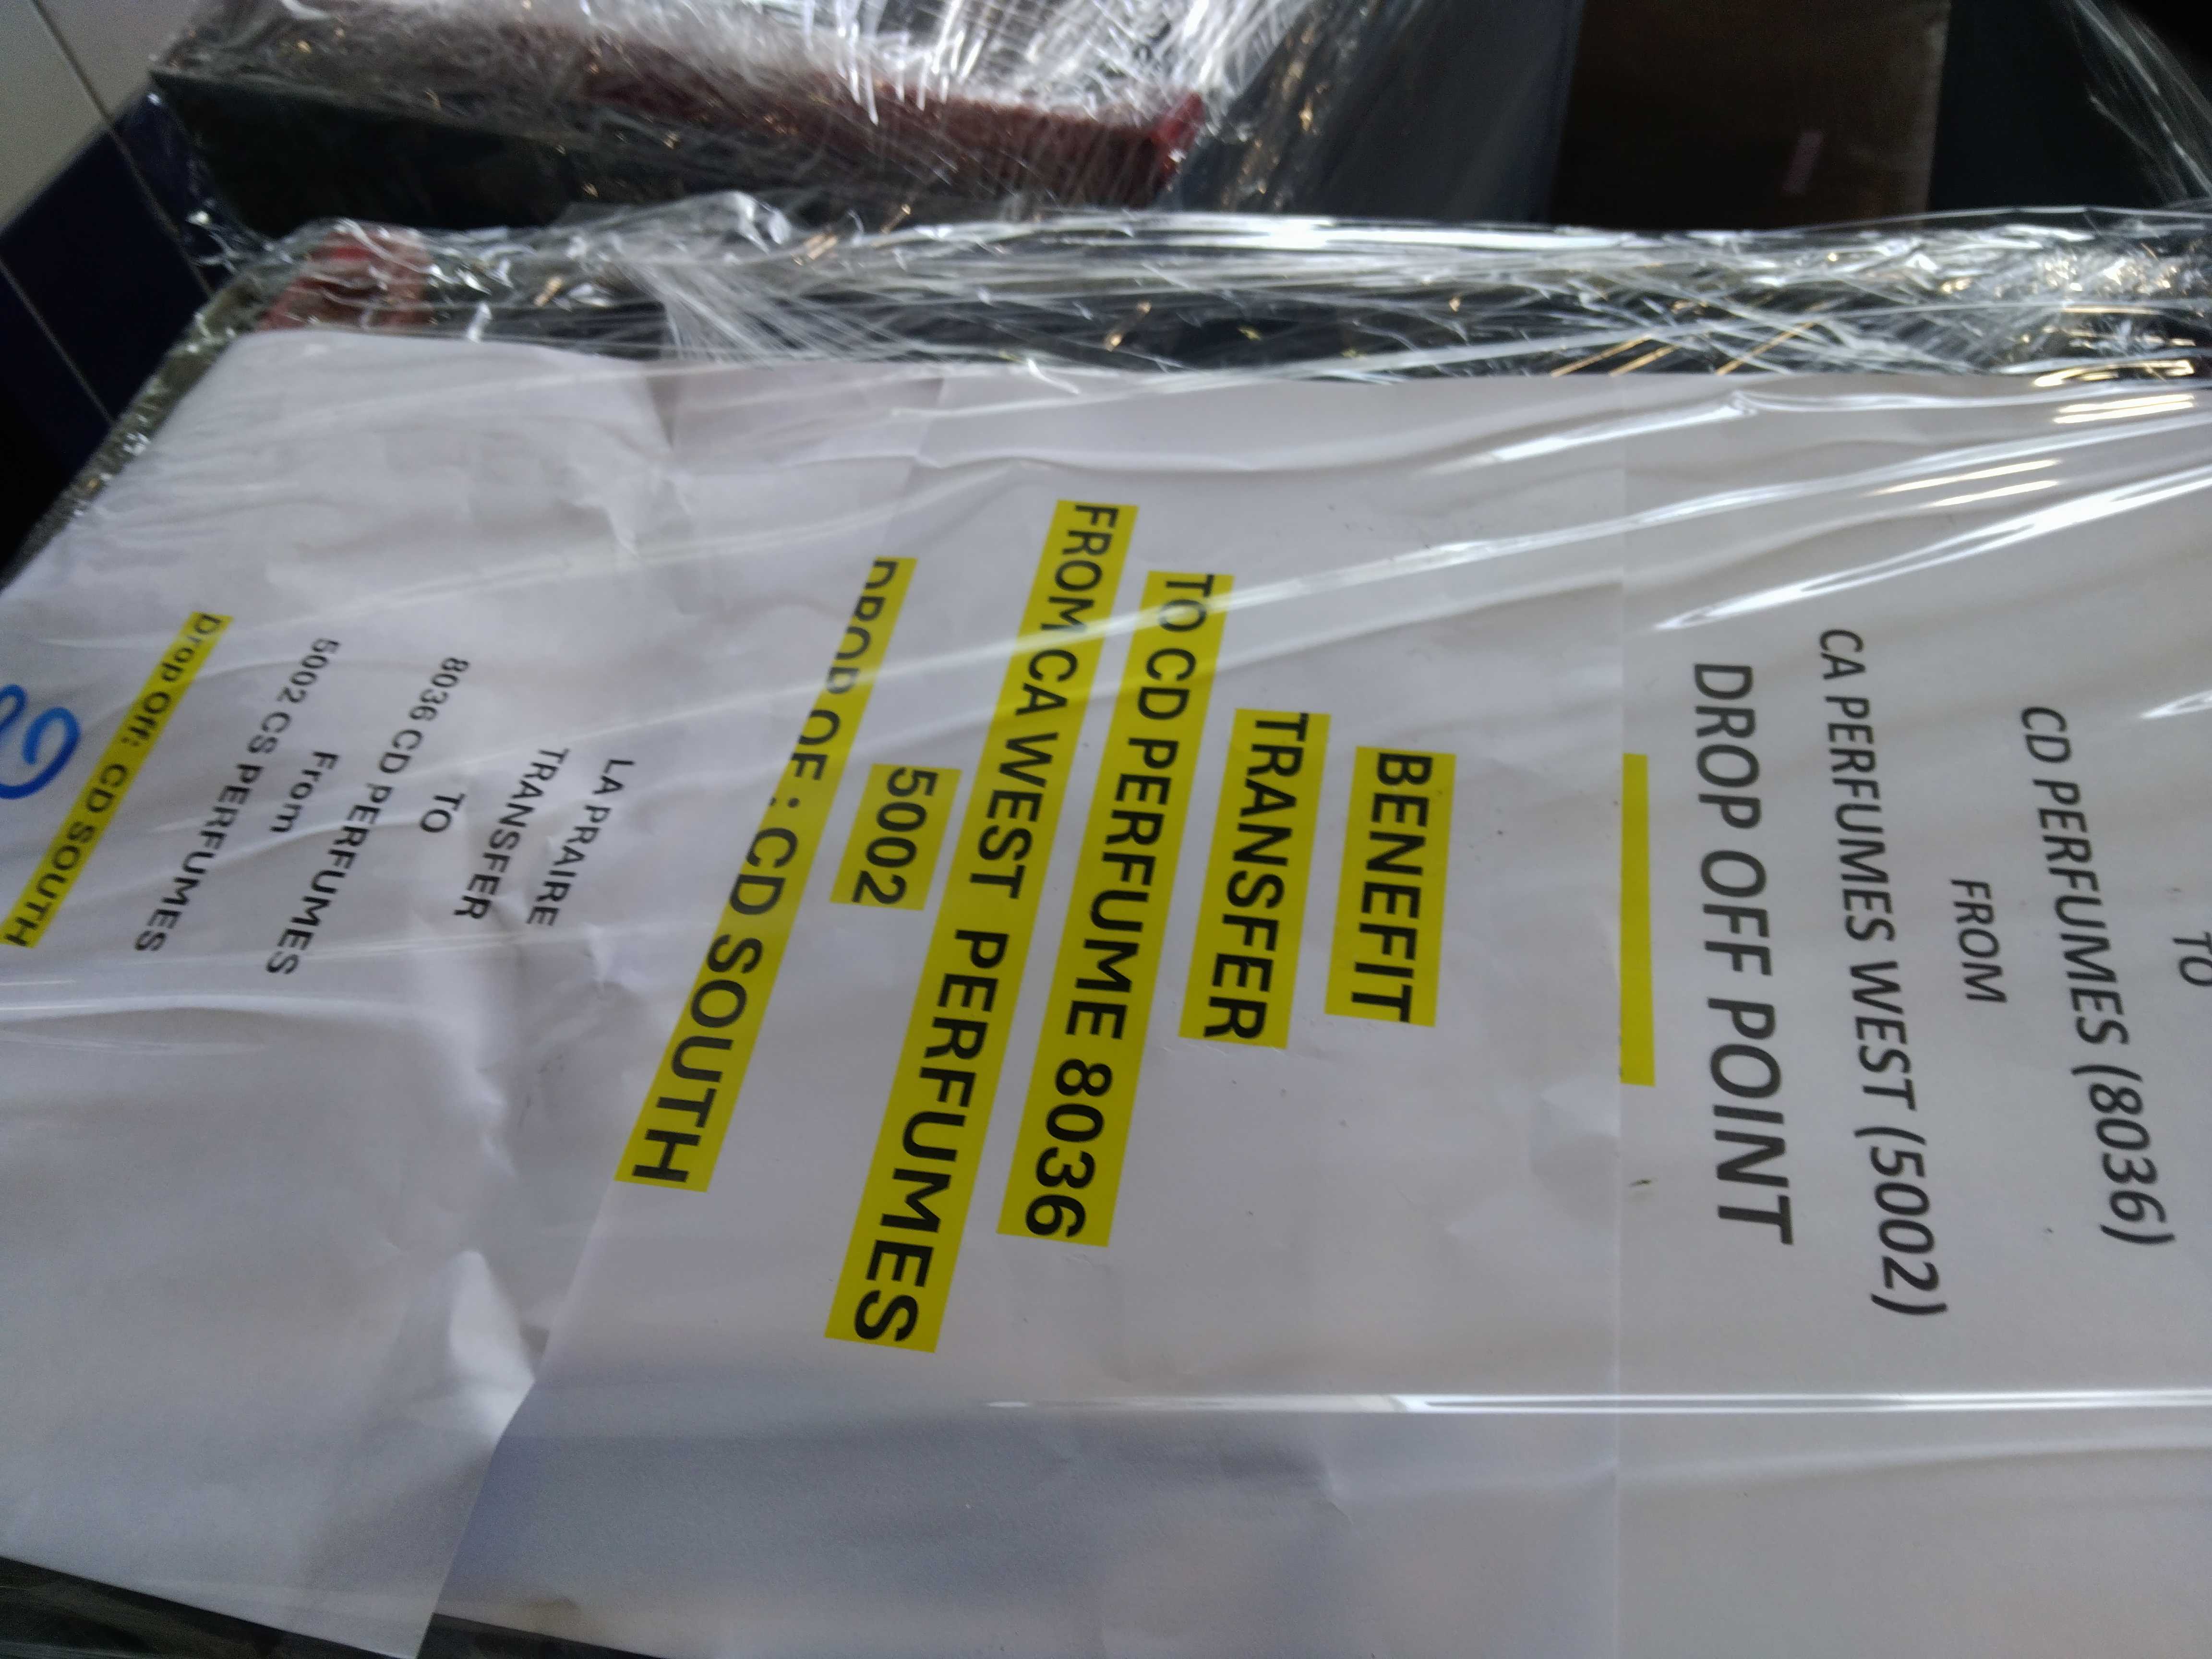 TO
CD PERFUMES (8036)
FROM
CA PERFUMES WEST (5002)
DROP OFF POINT
BENEFIT
TRANSFER
TO CD PERFUME 8036
FROM CA WEST PERFUMES
5002
DROP OF : CD SOUTH
LA PRAIRE
TRANSFER
TO
8036 CD PERFUMES
From
5002 CS PERFUMES
Drop Off: CD SOUTH